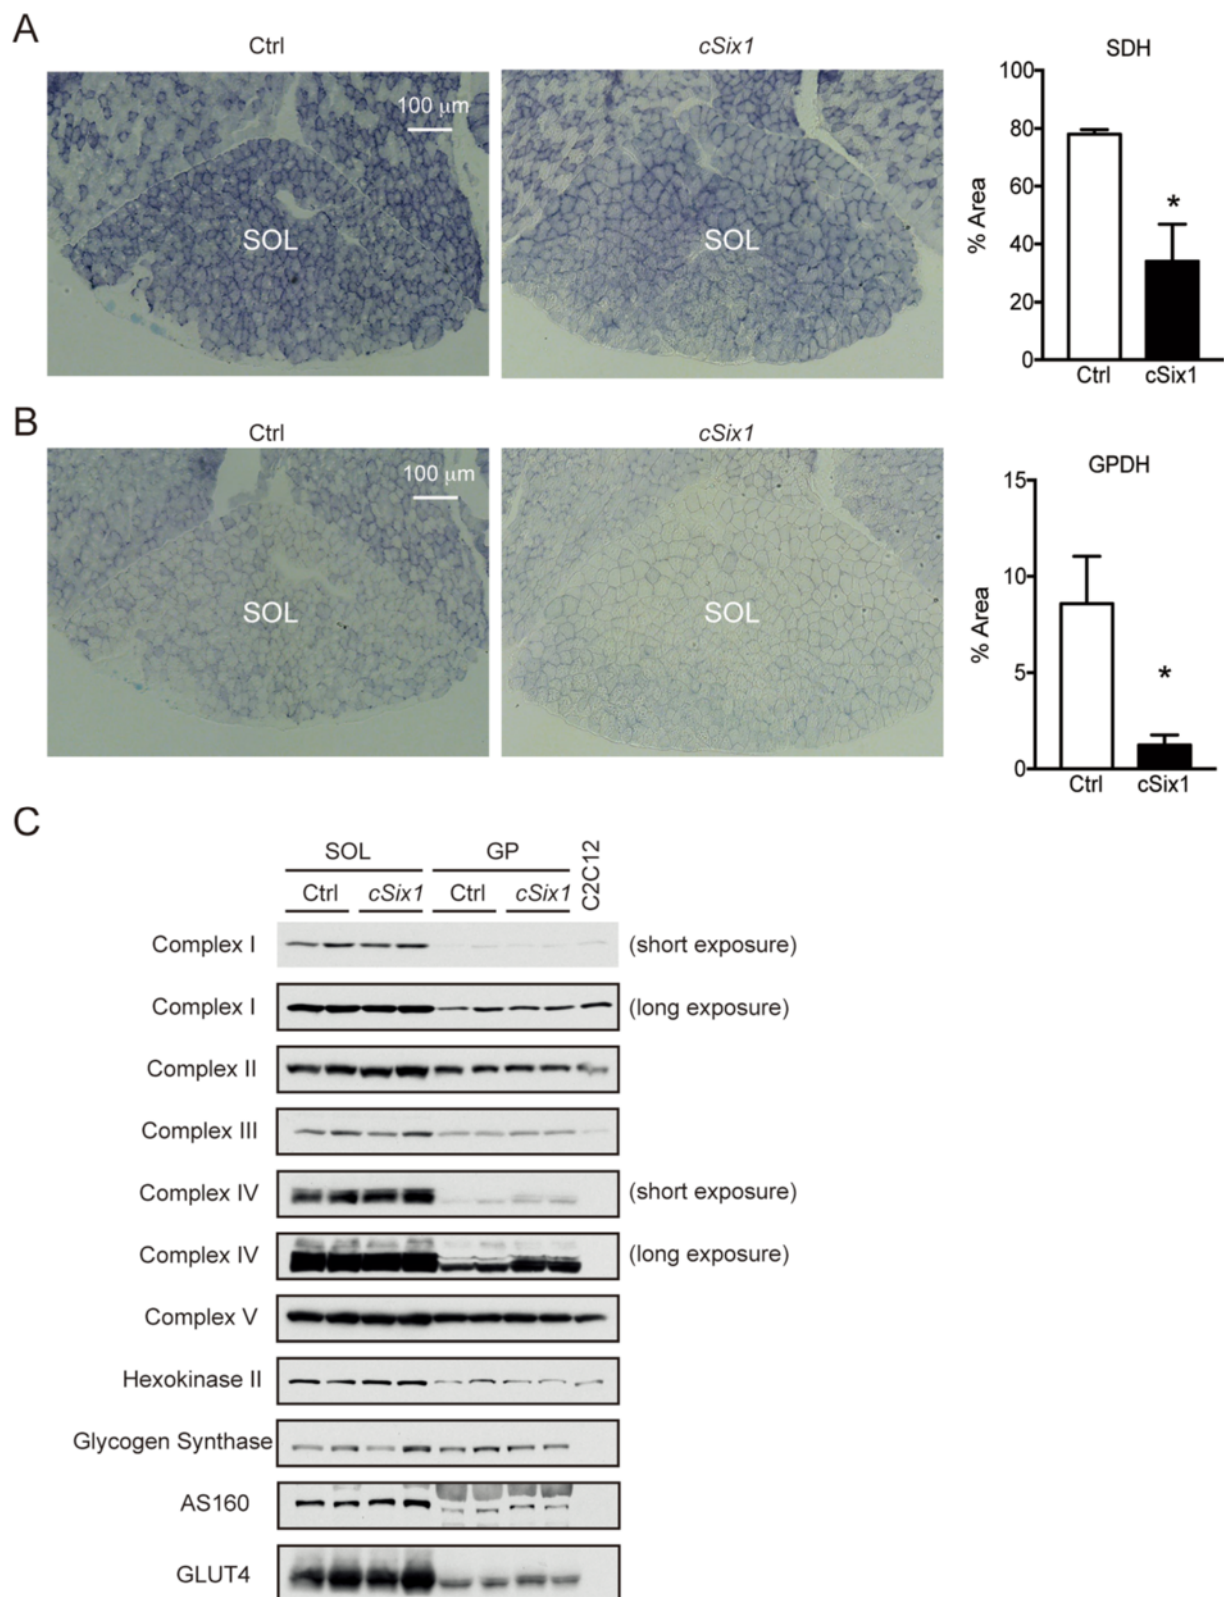 A
Ctrl
cSix1
SDH
100 μm
SOL
SOL
100
80
60
40
20
0
% Area
*
Ctrl
cSix1
B
Ctrl
cSix1
GPDH
100 μm
SOL
SOL
15
10
5
0
% Area
*
Ctrl
cSix1
C
SOL
GP
C2C12
Ctrl
cSix1
Ctrl
cSix1
Complex I
(short exposure)
Complex I
(long exposure)
Complex II
Complex III
Complex IV
(short exposure)
Complex IV
(long exposure)
Complex V
Hexokinase II
Glycogen Synthase
AS160
GLUT4